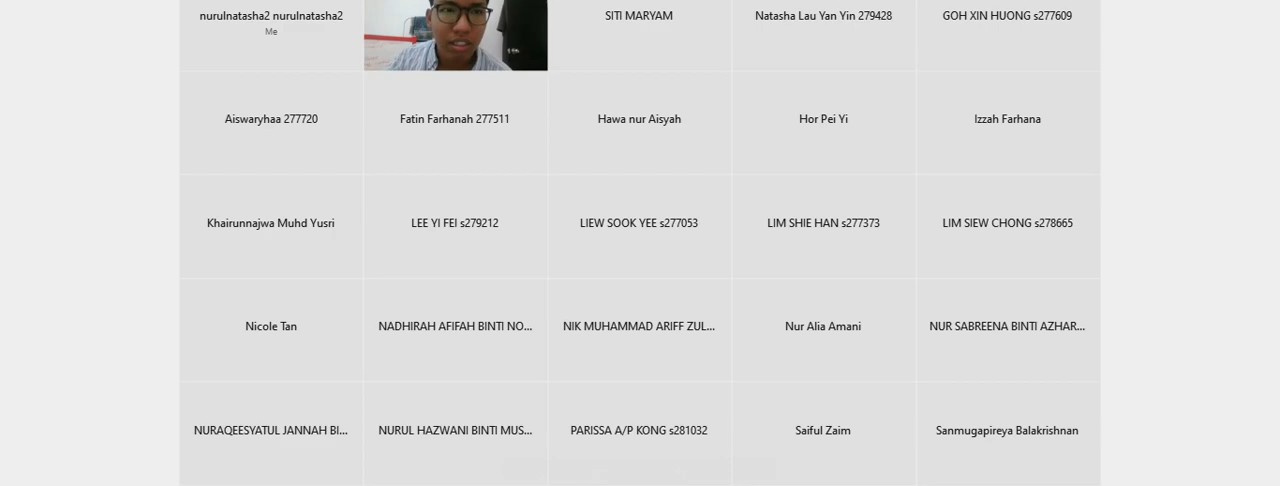 nurulnatasha2 nurulnatasha2
Me
SITI MARYAM
Natasha Lau Yan Yin 279428
GOH XIN HUONG s277609
Aiswaryhaa 277720
Fatin Farhanah 277511
Hawa nur Aisyah
Hor Pei Yi
Izzah Farhana
Khairunnajwa Muhd Yusri
LEE YI FEI s279212
LIEW SOOK YEE s277053
LIM SHIE HAN s277373
LIM SIEW CHONG s278665
Nicole Tan
NADHIRAH AFIFAH BINTI NO...
NIK MUHAMMAD ARIFF ZUL...
Nur Alia Amani
NUR SABREENA BINTI AZHAR...
NURAQEESYATUL JANNAH BI...
NURUL HAZWANI BINTI MUS...
PARISSA A/P KONG s281032
Saiful Zaim
Sanmugapireya Balakrishnan